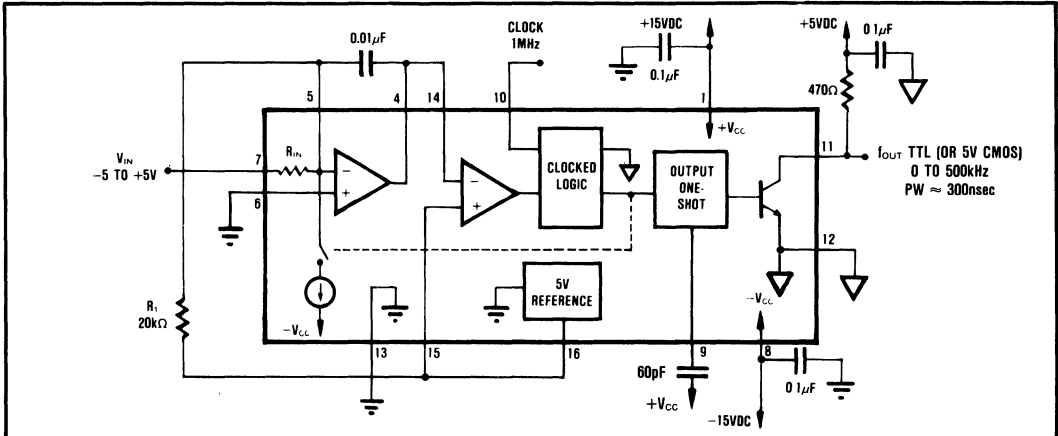 0.01μF
CLOCK
1MHz
+15VDC
0.1μF
+5VDC
0 1μF
470Ω
5
4
14
10
1
+VCC
11
fOUT TTL (OR 5V CMOS)
0 TO 500kHz
PW ≈ 300nsec
VIN
-5 TO +5V
7
RIN
6
−
+
−
+
CLOCKED
LOGIC
OUTPUT
ONE-
SHOT
12
R1
20kΩ
−VCC
5V
REFERENCE
−VCC
13
15
16
9
8
60pF
+VCC
0 1μF
−15VDC